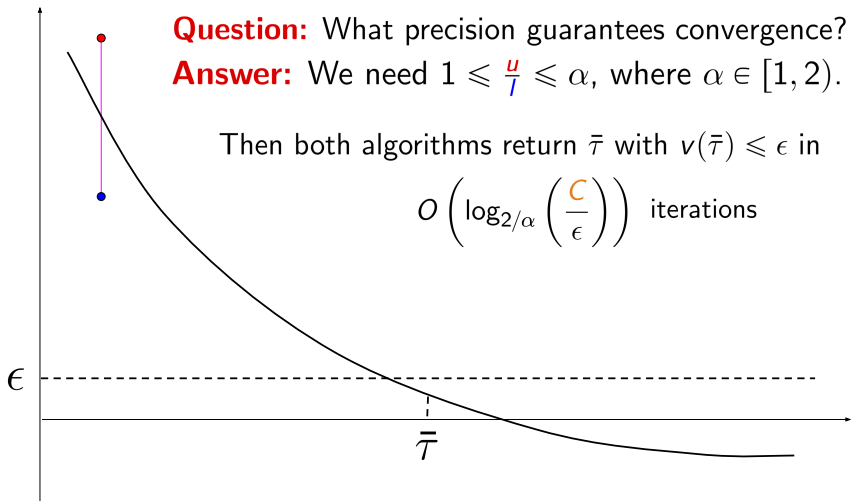 Question: What precision guarantees convergence?
Answer: We need 1 ⩽ u/l ⩽ α, where α ∈ [1, 2).
Then both algorithms return τ̄ with v(τ̄) ⩽ ϵ in
O(log_{2/α}(C/ϵ)) iterations
ϵ
τ̄